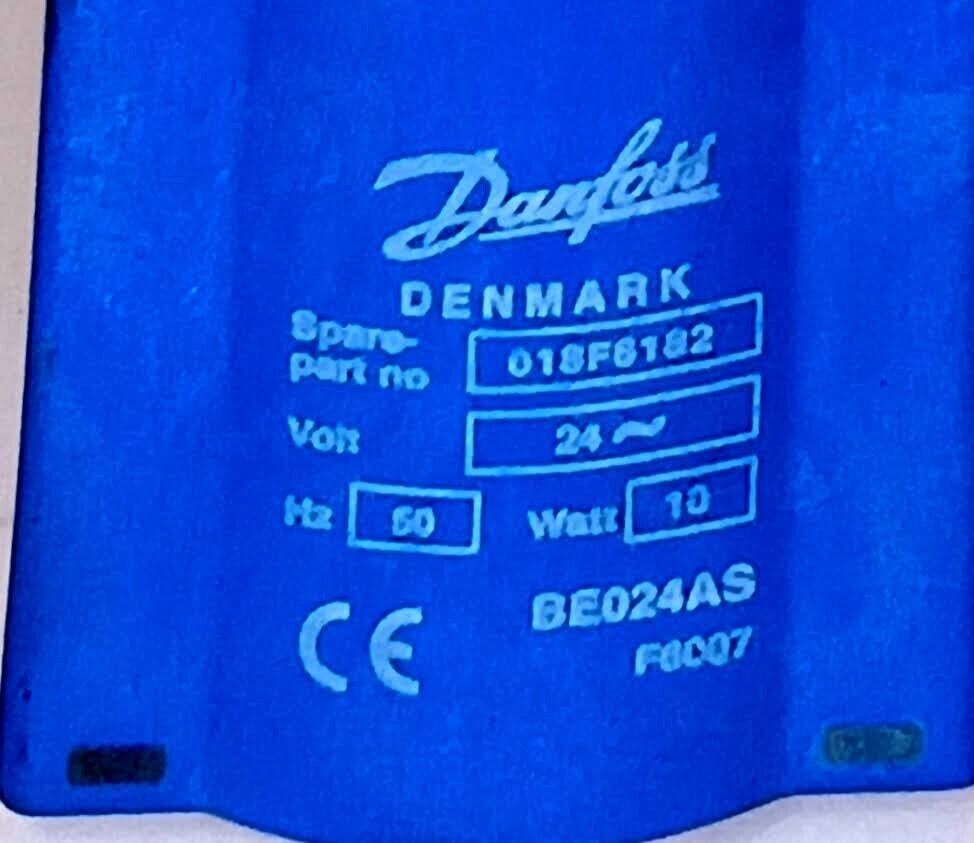 Danfoss
DENMARK
Spare-
part no 018F6182
Volt 24 ~
Hz 50 Watt 10
CE BE024AS
F6007